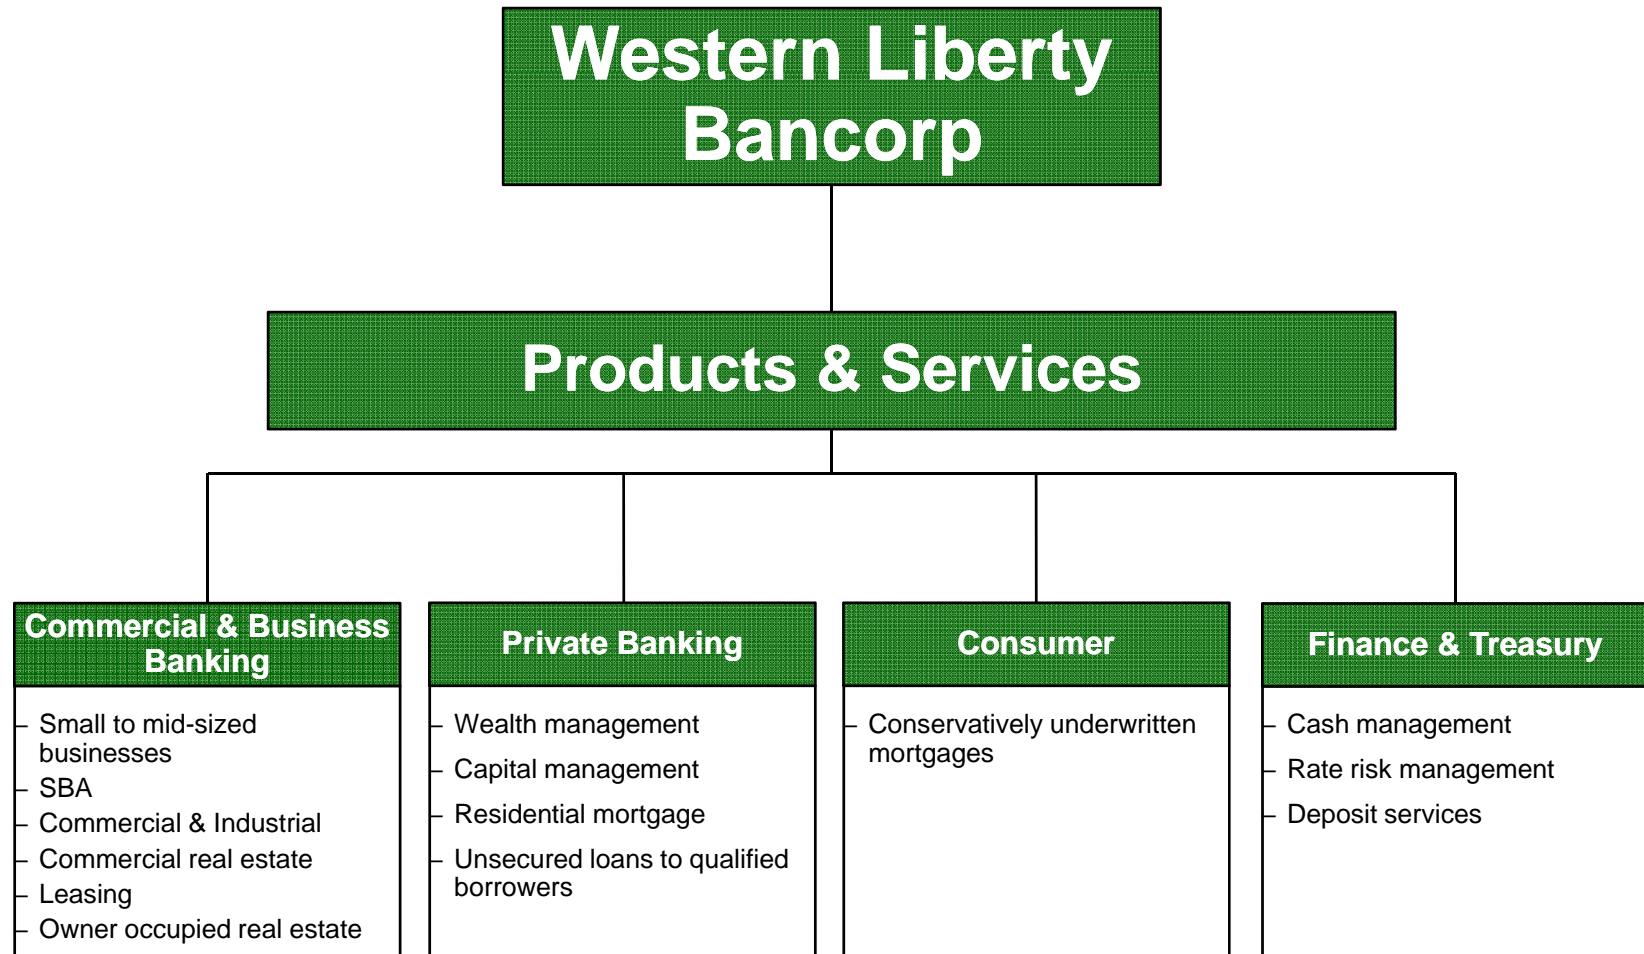 Western Liberty
Bancorp
Products & Services
Commercial & Business
Banking
– Small to mid-sized
businesses
– SBA
– Commercial & Industrial
– Commercial real estate
– Leasing
– Owner occupied real estate
Private Banking
– Wealth management
– Capital management
– Residential mortgage
– Unsecured loans to qualified
borrowers
Consumer
– Conservatively underwritten
mortgages
Finance & Treasury
– Cash management
– Rate risk management
– Deposit services